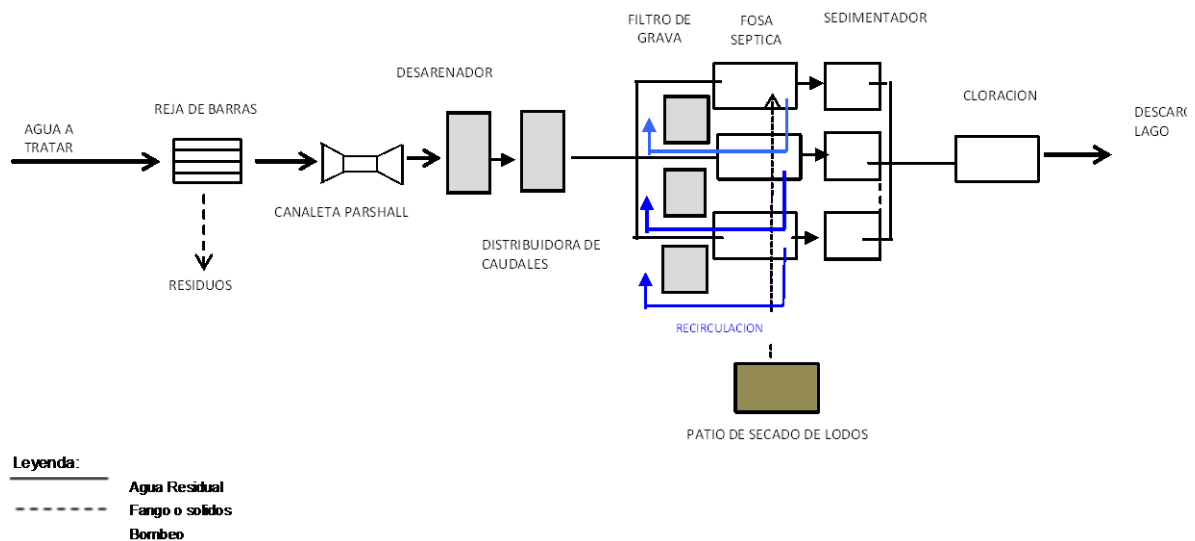 FILTRO DE
GRAVA
FOSA
SEPTICA
SEDIMENTADOR
DESARENADOR
REJA DE BARRAS
CLORACION
AGUA A
TRATAR
LAGO
CANALETA PARSHALL
DISTRIBUIDORA DE
CAUDALES
RESIDUOS
RECIRCULACION
PATIO DE SECADO DE LODOS
Leyenda:
Agua Residual
Fango o solidos
Bombeo